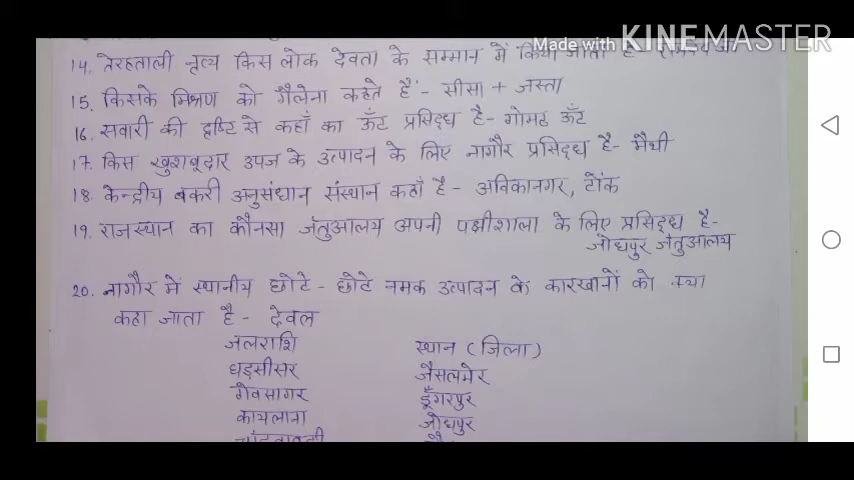 Made with KINEMASTER
14. तेरहताली नृत्य किस लोक देवता के सम्मान में किया जाता है -
15. किसके मिश्रण को गैलेना कहते हैं - सीसा + जस्ता
16. सवारी की दृष्टि से कहाँ का ऊँट प्रसिद्ध है - गोमठ ऊँट
17. किस खुशबूदार उपज के उत्पादन के लिए नागौर प्रसिद्ध है - मैथी
18. केन्द्रीय बकरी अनुसंधान संस्थान कहाँ है - अविकानगर, टोंक
19. राजस्थान का कौनसा जंतुआलय अपनी पक्षीशाला के लिए प्रसिद्ध है -
जोधपुर जंतुआलय
20. नागौर में स्थानीय छोटे - छोटे नमक उत्पादन के कारखानों को क्या
कहा जाता है - देवल
जलराशि स्थान (जिला)
घड़सीसर जैसलमेर
गेवसागर डूँगरपुर
कायलाना जोधपुर